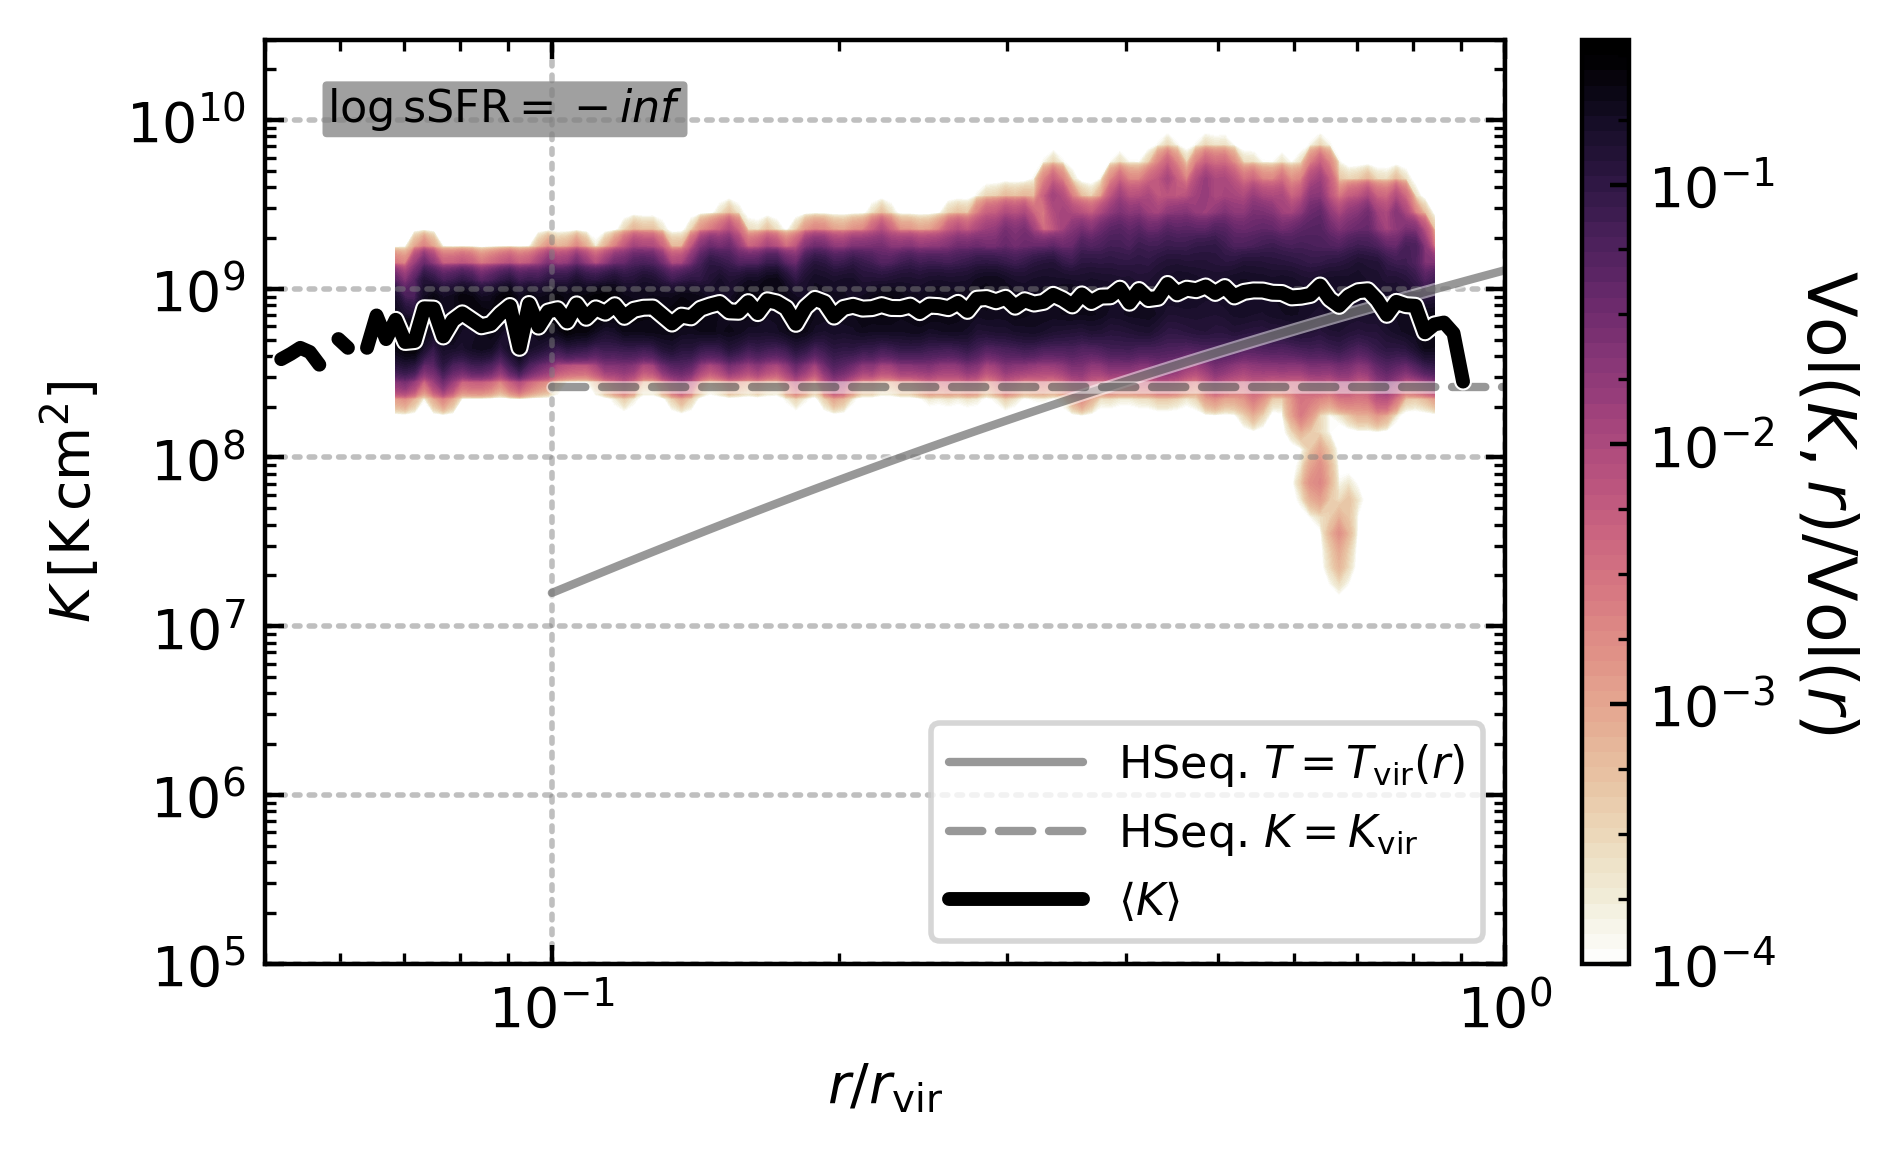 log sSFR = −inf
10^10
10^9
10^8
10^7
10^6
10^5
K [K cm^2]
10^−1
10^0
r/r_vir
HSeq. T = T_vir(r)
HSeq. K = K_vir
⟨K⟩
10^−1
10^−2
10^−3
10^−4
Vol(K, r)/Vol(r)